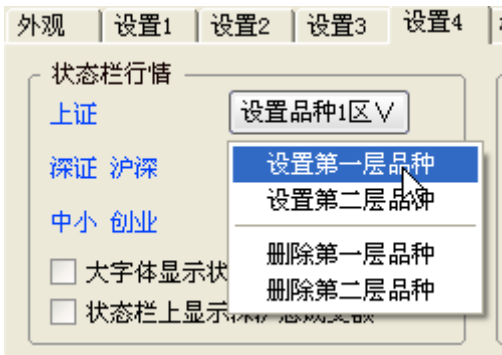 外观 设置1 设置2 设置3 设置4
状态栏行情
上证 设置品种1区∨
深证 沪深 设置第一层品种
设置第二层品种
中小 创业
删除第一层品种
大字体显示状
删除第二层品种
状态栏上显示